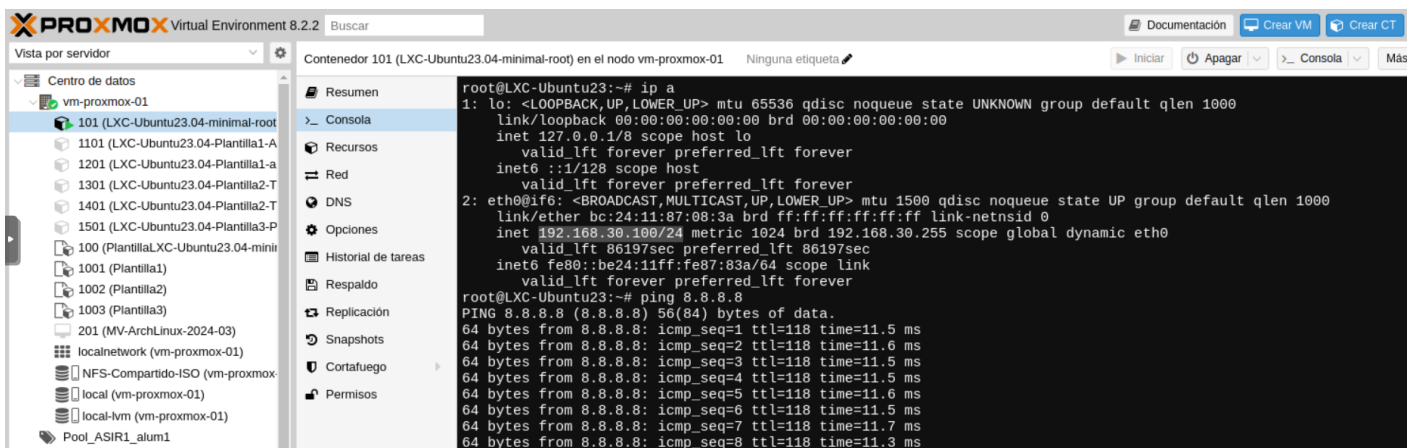 PROXMOX Virtual Environment 8.2.2 Buscar Documentación Crear VM Crear CT
Vista por servidor
Contenedor 101 (LXC-Ubuntu23.04-minimal-root) en el nodo vm-proxmox-01 Ninguna etiqueta Iniciar Apagar Consola Más
Centro de datos
vm-proxmox-01
101 (LXC-Ubuntu23.04-minimal-root
1101 (LXC-Ubuntu23.04-Plantilla1-A
1201 (LXC-Ubuntu23.04-Plantilla1-a
1301 (LXC-Ubuntu23.04-Plantilla2-T
1401 (LXC-Ubuntu23.04-Plantilla2-T
1501 (LXC-Ubuntu23.04-Plantilla3-P
100 (PlantillaLXC-Ubuntu23.04-minir
1001 (Plantilla1)
1002 (Plantilla2)
1003 (Plantilla3)
201 (MV-ArchLinux-2024-03)
localnetwork (vm-proxmox-01)
NFS-Compartido-ISO (vm-proxmox-
local (vm-proxmox-01)
local-lvm (vm-proxmox-01)
Pool_ASIR1_alum1
Resumen
>_ Consola
Recursos
Red
DNS
Opciones
Historial de tareas
Respaldo
Replicación
Snapshots
Cortafuego
Permisos
root@LXC-Ubuntu23:~# ip a
1: lo: <LOOPBACK,UP,LOWER_UP> mtu 65536 qdisc noqueue state UNKNOWN group default qlen 1000
link/loopback 00:00:00:00:00:00 brd 00:00:00:00:00:00
inet 127.0.0.1/8 scope host lo
valid_lft forever preferred_lft forever
inet6 ::1/128 scope host
valid_lft forever preferred_lft forever
2: eth0@if6: <BROADCAST,MULTICAST,UP,LOWER_UP> mtu 1500 qdisc noqueue state UP group default qlen 1000
link/ether bc:24:11:87:08:3a brd ff:ff:ff:ff:ff:ff link-netnsid 0
inet 192.168.30.100/24 metric 1024 brd 192.168.30.255 scope global dynamic eth0
valid_lft 86197sec preferred_lft 86197sec
inet6 fe80::be24:11ff:fe87:83a/64 scope link
valid_lft forever preferred_lft forever
root@LXC-Ubuntu23:~# ping 8.8.8.8
PING 8.8.8.8 (8.8.8.8) 56(84) bytes of data.
64 bytes from 8.8.8.8: icmp_seq=1 ttl=118 time=11.5 ms
64 bytes from 8.8.8.8: icmp_seq=2 ttl=118 time=11.6 ms
64 bytes from 8.8.8.8: icmp_seq=3 ttl=118 time=11.5 ms
64 bytes from 8.8.8.8: icmp_seq=4 ttl=118 time=11.5 ms
64 bytes from 8.8.8.8: icmp_seq=5 ttl=118 time=11.6 ms
64 bytes from 8.8.8.8: icmp_seq=6 ttl=118 time=11.5 ms
64 bytes from 8.8.8.8: icmp_seq=7 ttl=118 time=11.7 ms
64 bytes from 8.8.8.8: icmp_seq=8 ttl=118 time=11.3 ms